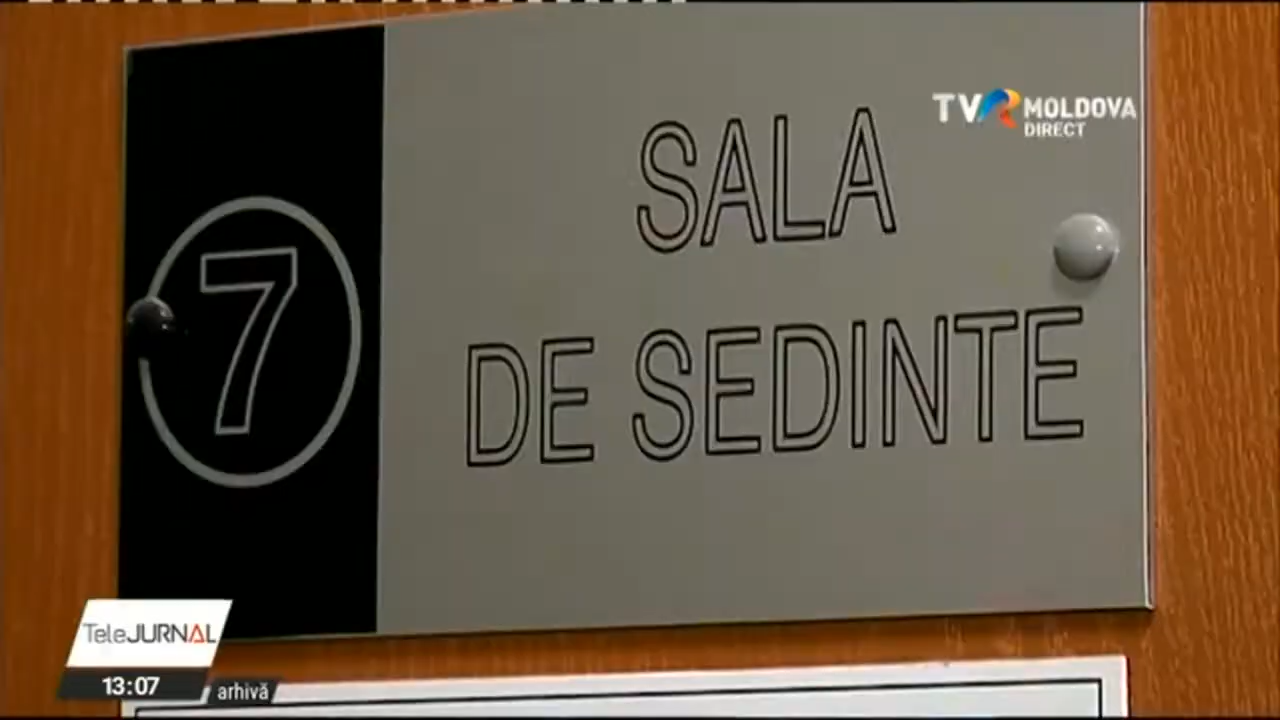 TVR MOLDOVA
DIRECT
7
SALA
DE SEDINTE
TeleJURNAL
13:07
arhivă